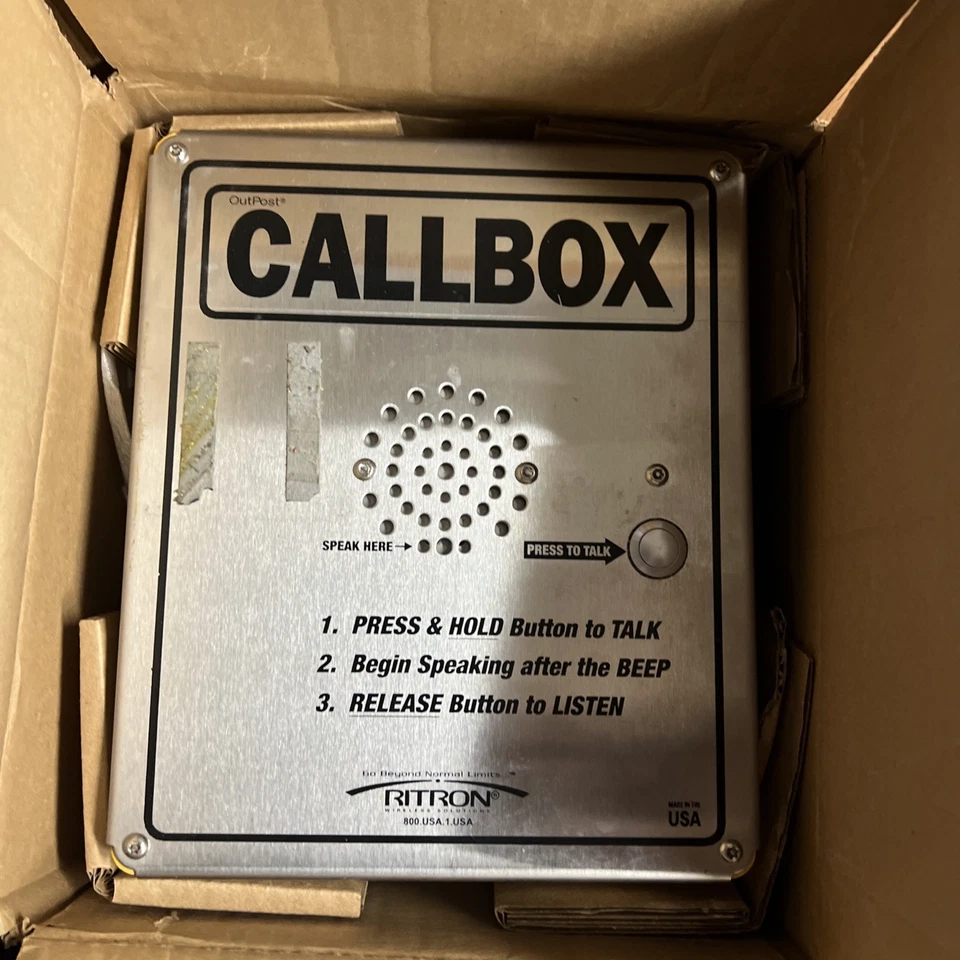 OutPost®
CALLBOX
SPEAK HERE→
PRESS TO TALK
1. PRESS & HOLD Button to TALK
2. Begin Speaking after the BEEP
3. RELEASE Button to LISTEN
Go Beyond Normal Limits...™
RITRON®
WIRELESS SOLUTIONS
800.USA.1.USA
MADE IN THE
USA